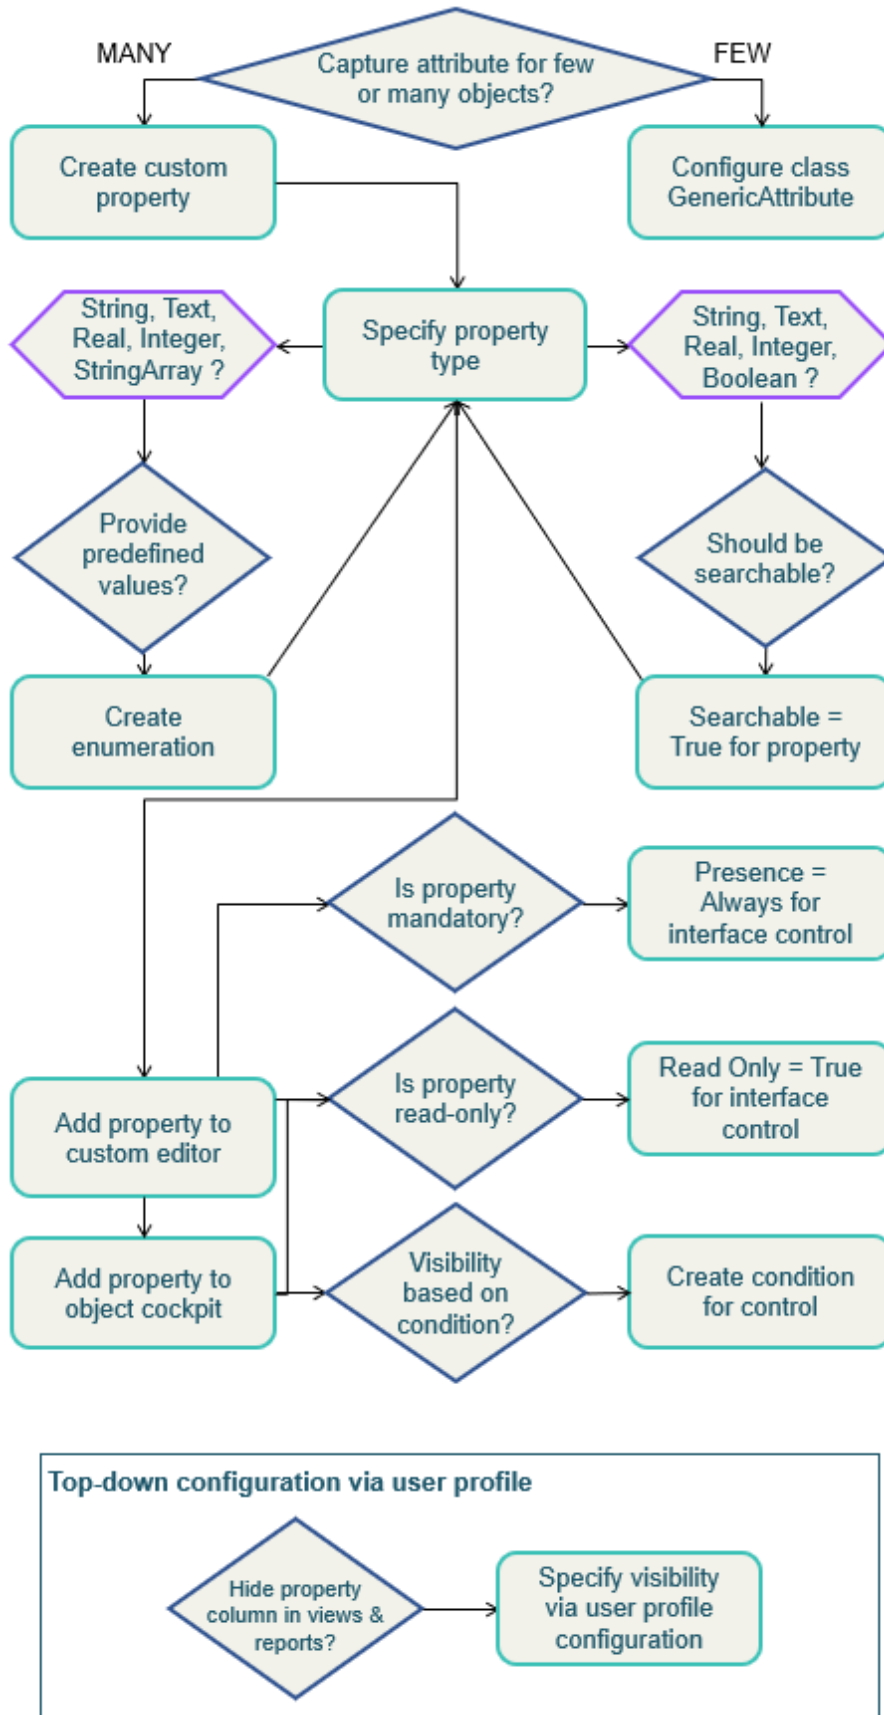 MANY
FEW
Capture attribute for few
or many objects?
Create custom
property
Configure class
GenericAttribute
String, Text,
Real, Integer,
StringArray ?
Specify property
type
String, Text,
Real, Integer,
Boolean ?
Provide
predefined
values?
Should be
searchable?
Create
enumeration
Searchable =
True for property
Is property
mandatory?
Presence =
Always for
interface control
Add property to
custom editor
Is property
read-only?
Read Only = True
for interface
control
Add property to
object cockpit
Visibility
based on
condition?
Create condition
for control
Top-down configuration via user profile
Hide property
column in views &
reports?
Specify visibility
via user profile
configuration